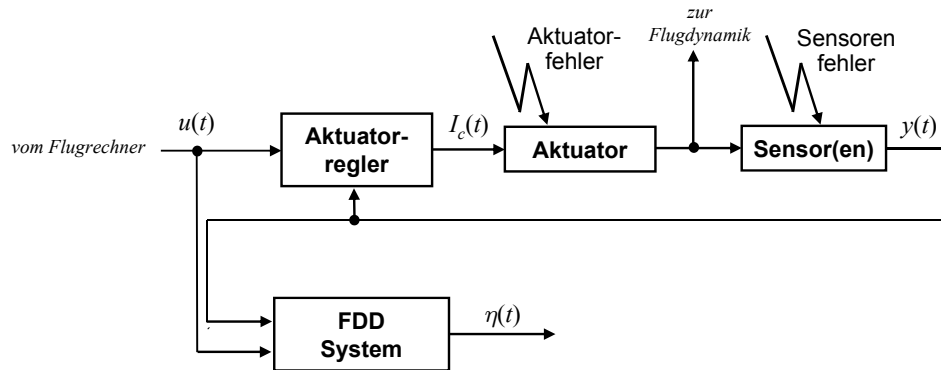 zur
Flugdynamik
Aktuator-
fehler
Sensoren
fehler
vom Flugrechner
u(t)
Aktuator-
regler
I_c(t)
Aktuator
Sensor(en)
y(t)
FDD
System
η(t)